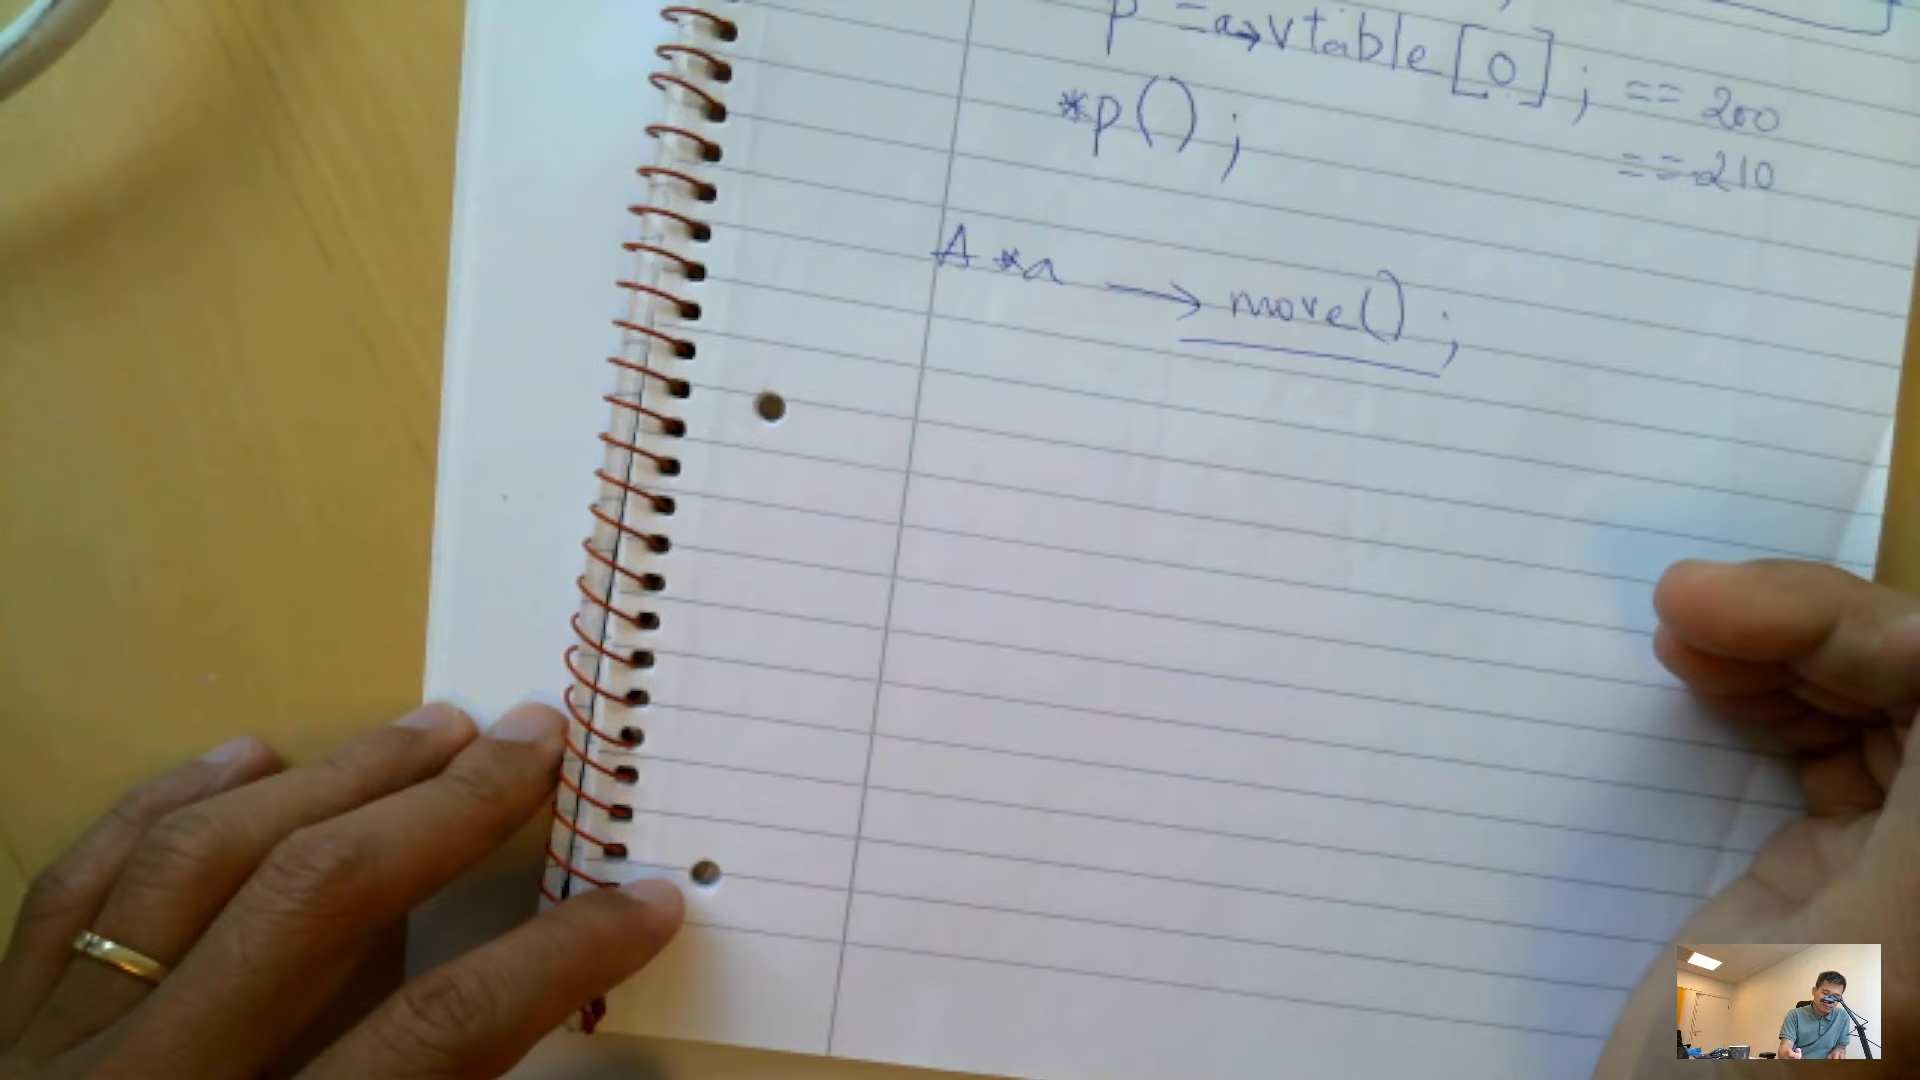 p = a→vtable[0]; == 200
*p(); == 210
A *a → move();